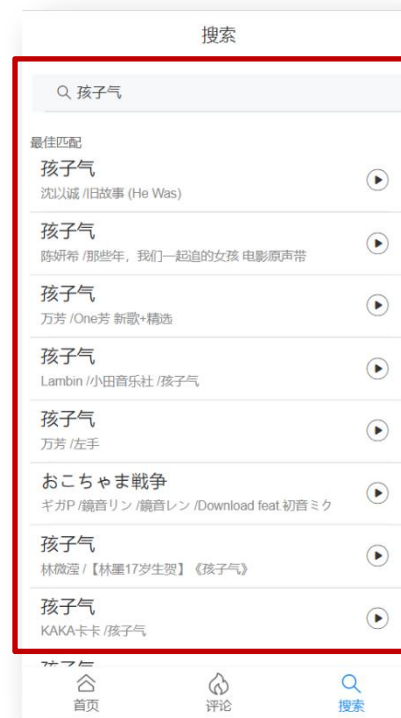 搜索
孩子气
最佳匹配
孩子气
沈以诚 /旧故事 (He Was)
孩子气
陈妍希 /那些年，我们一起追的女孩 电影原声带
孩子气
万芳 /One芳 新歌+精选
孩子气
Lambin /小田音乐社 /孩子气
孩子气
万芳 /左手
おこちゃま戦争
ギガP /鏡音リン /鏡音レン /Download feat.初音ミク
孩子气
林微滢 /【林墨17岁生贺】《孩子气》
孩子气
KAKA卡卡 /孩子气
孩子气
首页
评论
搜索